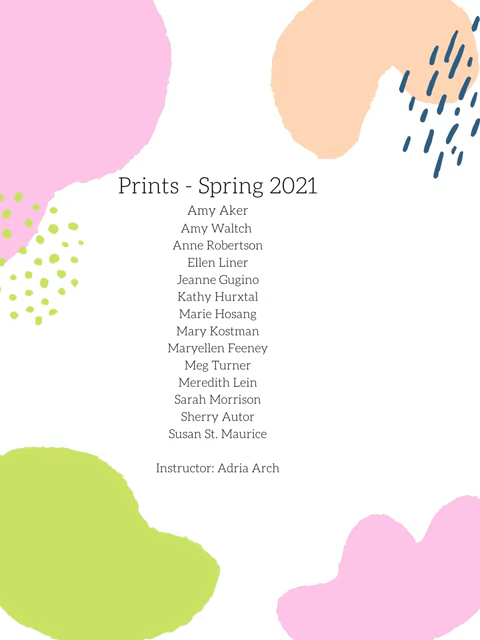 Prints - Spring 2021
Amy Aker
Amy Waltch
Anne Robertson
Ellen Liner
Jeanne Gugino
Kathy Hurxtal
Marie Hosang
Mary Kostman
Maryellen Feeney
Meg Turner
Meredith Lein
Sarah Morrison
Sherry Autor
Susan St. Maurice
Instructor: Adria Arch